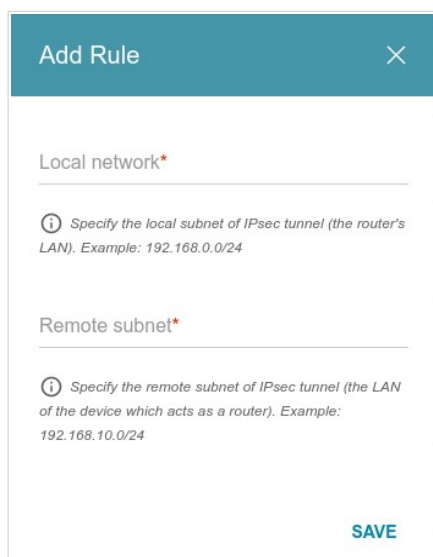 Add Rule
Local network*
Specify the local subnet of IPsec tunnel (the router's
LAN). Example: 192.168.0.0/24
Remote subnet*
Specify the remote subnet of IPsec tunnel (the LAN
of the device which acts as a router). Example:
192.168.10.0/24
SAVE